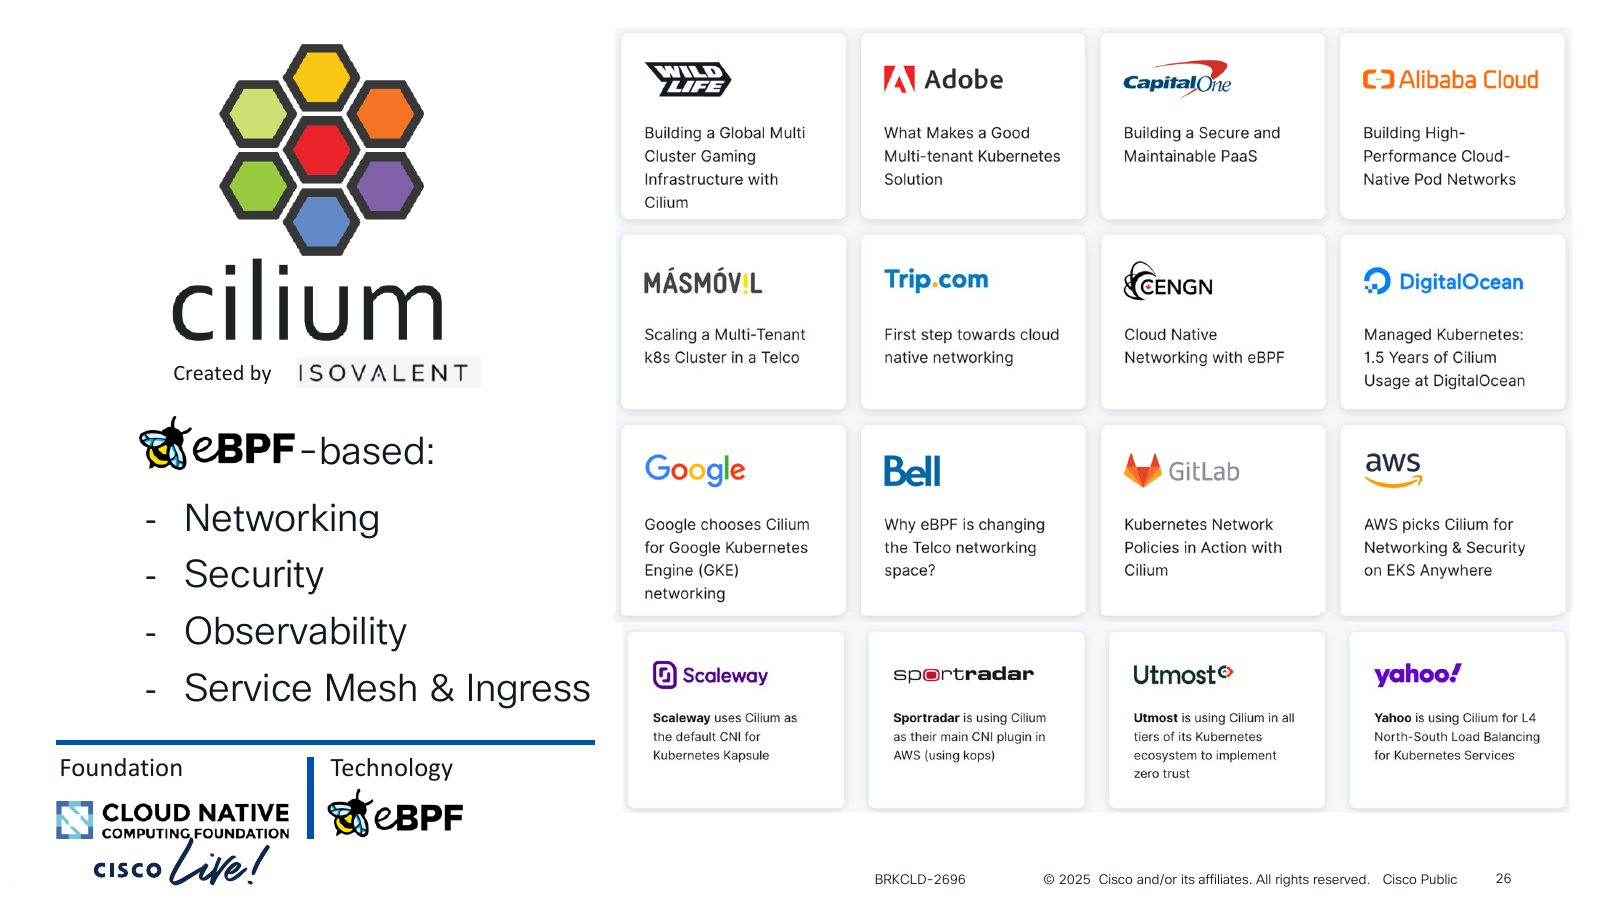 cilium
Created by ISOVALENT
eBPF -based:
- Networking
- Security
- Observability
- Service Mesh & Ingress
Foundation
CLOUD NATIVE
COMPUTING FOUNDATION
Technology
eBPF
WILD
LIFE
Building a Global Multi
Cluster Gaming
Infrastructure with
Cilium
Adobe
What Makes a Good
Multi-tenant Kubernetes
Solution
CapitalOne
Building a Secure and
Maintainable PaaS
Alibaba Cloud
Building High-
Performance Cloud-
Native Pod Networks
MÁSMÓV!L
Scaling a Multi-Tenant
k8s Cluster in a Telco
Trip.com
First step towards cloud
native networking
CENGN
Cloud Native
Networking with eBPF
DigitalOcean
Managed Kubernetes:
1.5 Years of Cilium
Usage at DigitalOcean
Google
Google chooses Cilium
for Google Kubernetes
Engine (GKE)
networking
Bell
Why eBPF is changing
the Telco networking
space?
GitLab
Kubernetes Network
Policies in Action with
Cilium
aws
AWS picks Cilium for
Networking & Security
on EKS Anywhere
Scaleway
Scaleway uses Cilium as
the default CNI for
Kubernetes Kapsule
sportradar
Sportradar is using Cilium
as their main CNI plugin in
AWS (using kops)
Utmost
Utmost is using Cilium in all
tiers of its Kubernetes
ecosystem to implement
zero trust
yahoo!
Yahoo is using Cilium for L4
North-South Load Balancing
for Kubernetes Services
CISCO Live!
BRKCLD-2696
© 2025 Cisco and/or its affiliates. All rights reserved. Cisco Public
26